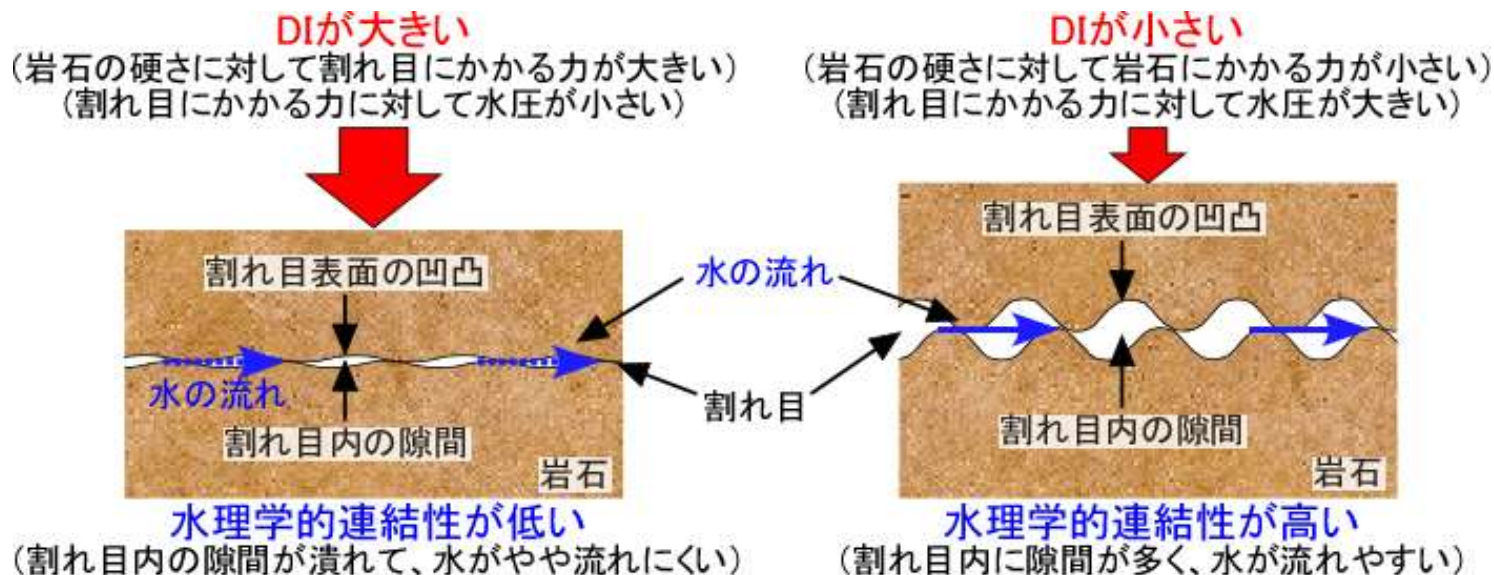 DIが大きい
(岩石の硬さに対して割れ目にかかる力が大きい)
(割れ目にかかる力に対して水圧が小さい)
割れ目表面の凹凸
水の流れ
割れ目内の隙間
岩石
水理学的連結性が低い
(割れ目内の隙間が潰れて、水がやや流れにくい)
水の流れ
割れ目
DIが小さい
(岩石の硬さに対して岩石にかかる力が小さい)
(割れ目にかかる力に対して水圧が大きい)
割れ目表面の凹凸
割れ目内の隙間
岩石
水理学的連結性が高い
(割れ目内に隙間が多く、水が流れやすい)